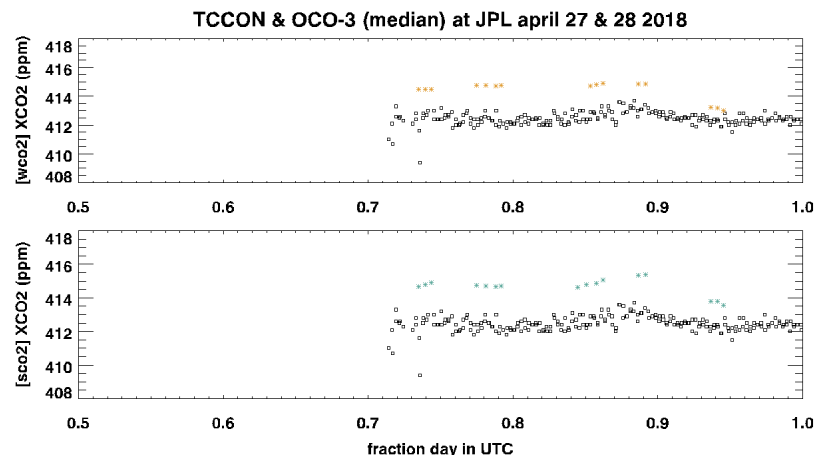 TCCON & OCO-3 (median) at JPL april 27 & 28 2018
[wco2] XCO2 (ppm)
418
416
414
412
410
408
0.5 0.6 0.7 0.8 0.9 1.0
[sco2] XCO2 (ppm)
418
416
414
412
410
408
0.5 0.6 0.7 0.8 0.9 1.0
fraction day in UTC